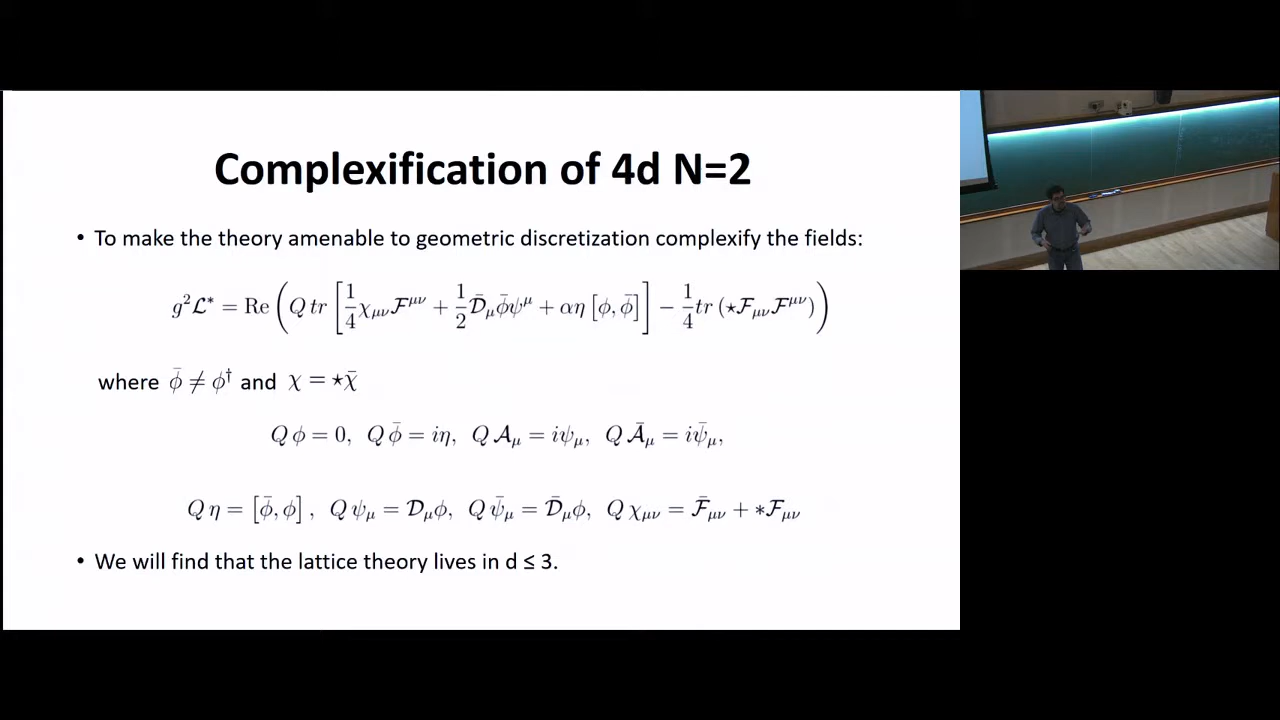 Complexification of 4d N=2
• To make the theory amenable to geometric discretization complexify the fields:
g²ℒ* = Re ( Q tr [ 1/4 χ_μν ℱ^μν + 1/2 𝒟̄_μ ϕ̄ ψ^μ + αη [ϕ, ϕ̄] ] − 1/4 tr (⋆ℱ_μν ℱ^μν) )
where ϕ̄ ≠ ϕ† and χ = ⋆χ̄
Q ϕ = 0, Q ϕ̄ = iη, Q 𝒜_μ = iψ_μ, Q 𝒜̄_μ = iψ̄_μ,
Q η = [ϕ̄, ϕ], Q ψ_μ = 𝒟_μ ϕ, Q ψ̄_μ = 𝒟̄_μ ϕ, Q χ_μν = ℱ̄_μν + *ℱ_μν
• We will find that the lattice theory lives in d ≤ 3.